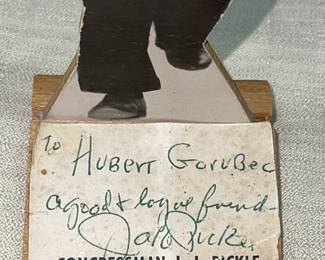 To HUBERT GORUBEC
a good & loyal friend
Jake Pickle
CONGRESSMAN J. J. PICKLE